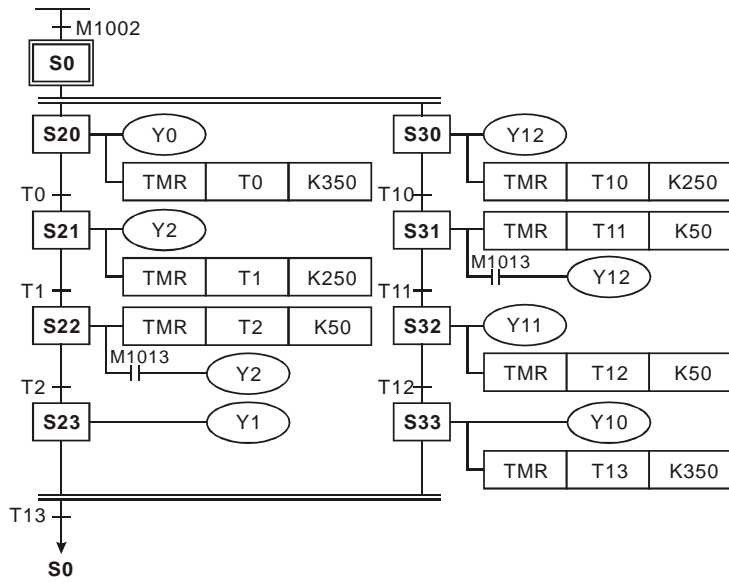 M1002
S0
S20 Y0 S30 Y12
TMR T0 K350 TMR T10 K250
T0 T10
S21 Y2 S31 TMR T11 K50
M1013
TMR T1 K250 Y12
T1 T11
S22 TMR T2 K50 S32 Y11
M1013
Y2 TMR T12 K50
T2 T12
S23 Y1 S33 Y10
TMR T13 K350
T13
S0